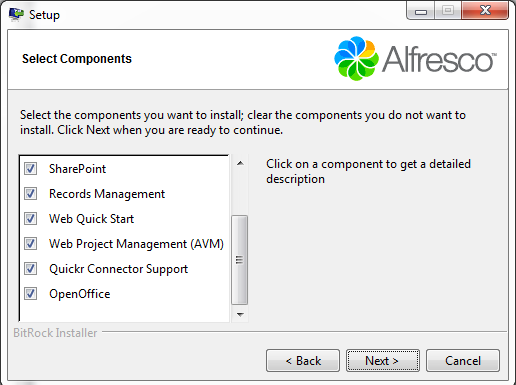 Setup
Select Components
Alfresco™
Select the components you want to install; clear the components you do not want to
install. Click Next when you are ready to continue.
SharePoint
Records Management
Web Quick Start
Web Project Management (AVM)
Quickr Connector Support
OpenOffice
Click on a component to get a detailed
description
BitRock Installer
< Back
Next >
Cancel